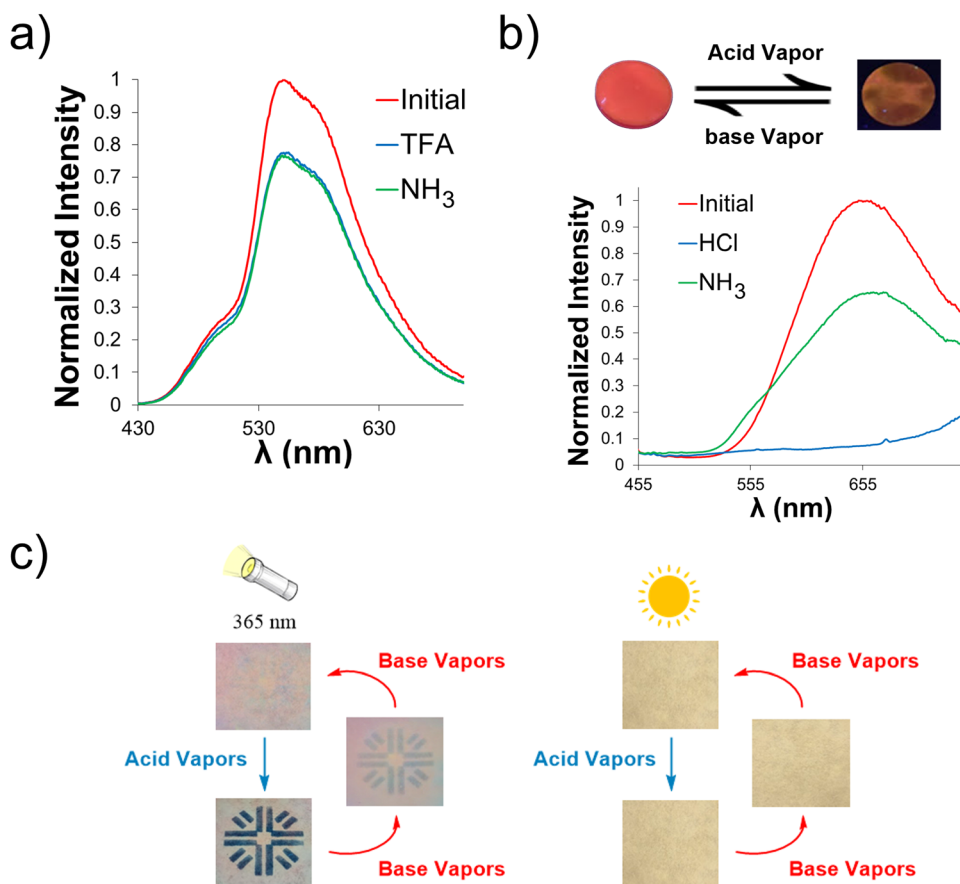 a)
Normalized Intensity
1
0.9
0.8
0.7
0.6
0.5
0.4
0.3
0.2
0.1
0
430
530
630
λ (nm)
Initial
TFA
NH3
b)
Acid Vapor
base Vapor
Normalized Intensity
1
0.9
0.8
0.7
0.6
0.5
0.4
0.3
0.2
0.1
0
455
555
655
λ (nm)
Initial
HCl
NH3
c)
365 nm
Base Vapors
Acid Vapors
Base Vapors
Base Vapors
Acid Vapors
Base Vapors